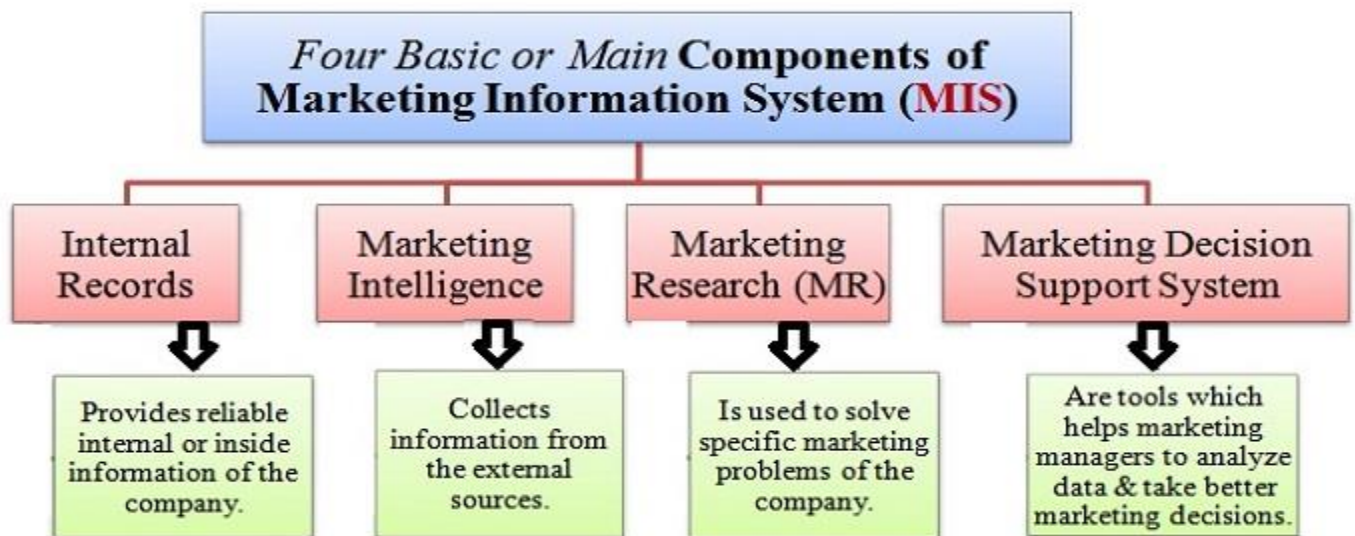 Four Basic or Main Components of
Marketing Information System (MIS)
Internal
Records
Marketing
Intelligence
Marketing
Research (MR)
Marketing Decision
Support System
Provides reliable
internal or inside
information of the
company.
Collects
information from
the external
sources.
Is used to solve
specific marketing
problems of the
company.
Are tools which
helps marketing
managers to analyze
data & take better
marketing decisions.